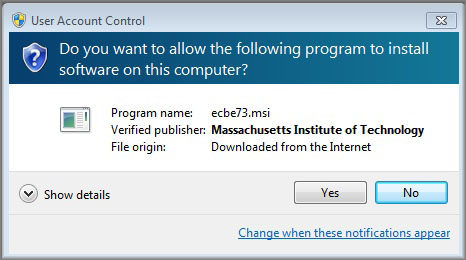 User Account Control
Do you want to allow the following program to install
software on this computer?
Program name: ecbe73.msi
Verified publisher: Massachusetts Institute of Technology
File origin: Downloaded from the Internet
Show details
Yes
No
Change when these notifications appear